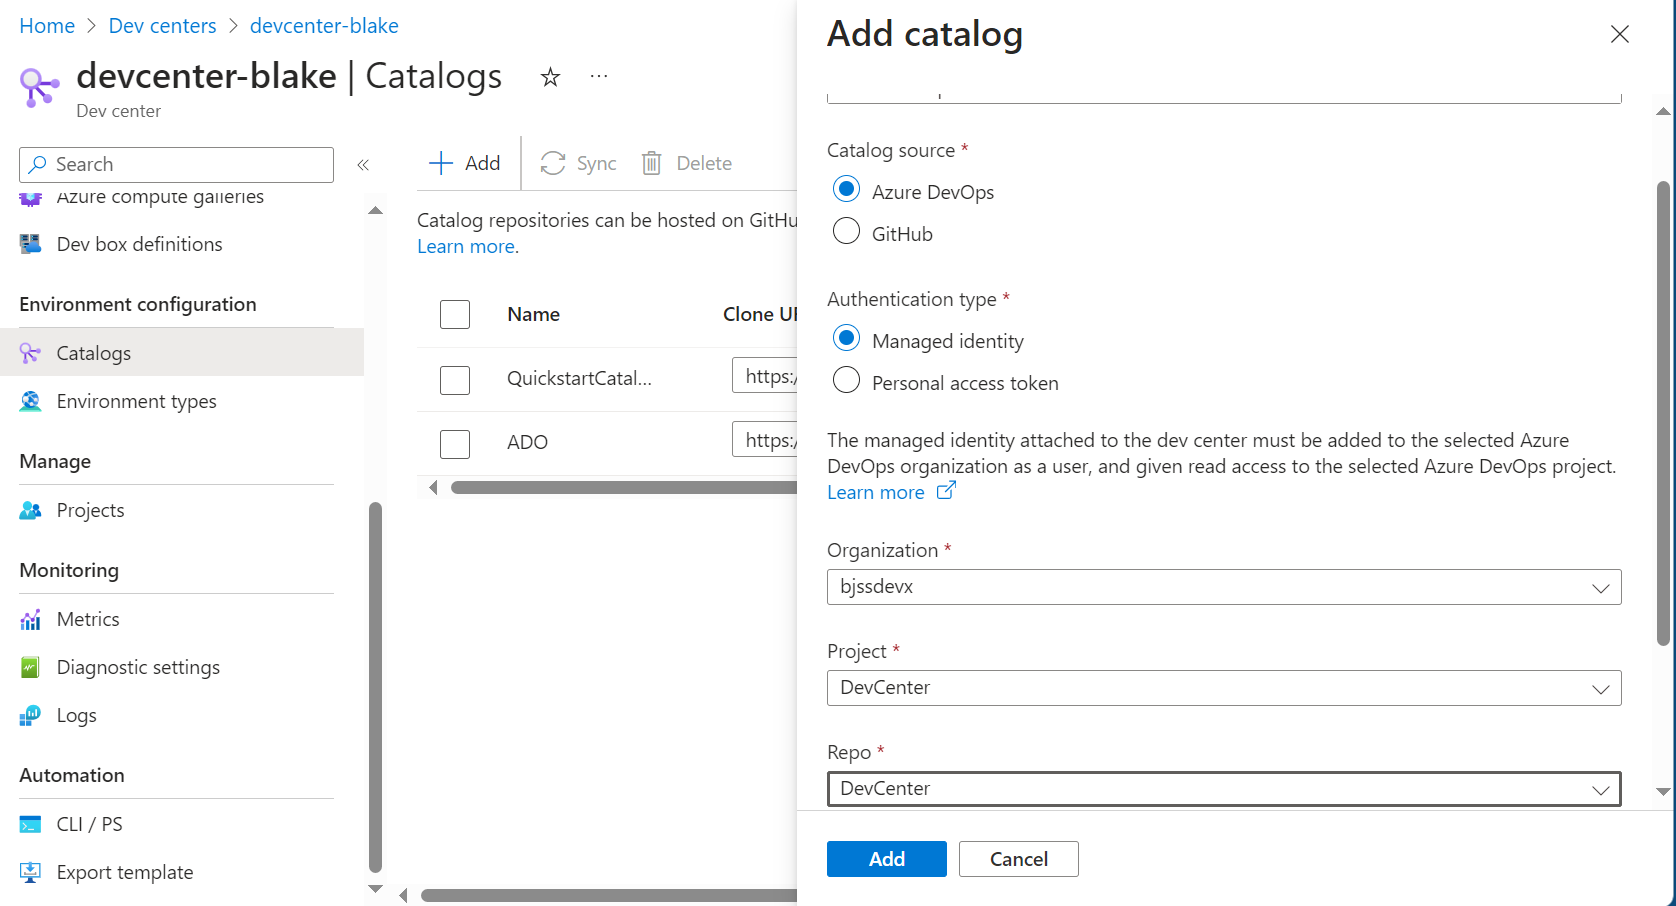 Home > Dev centers > devcenter-blake
devcenter-blake | Catalogs
Dev center
Search
Azure compute galleries
Dev box definitions
Environment configuration
Catalogs
Environment types
Manage
Projects
Monitoring
Metrics
Diagnostic settings
Logs
Automation
CLI / PS
Export template
Add
Sync
Delete
Catalog repositories can be hosted on GitHu
Learn more.
Name
Clone UR
QuickstartCatal...
https:/
ADO
https:/
Add catalog
Catalog source *
Azure DevOps
GitHub
Authentication type *
Managed identity
Personal access token
The managed identity attached to the dev center must be added to the selected Azure
DevOps organization as a user, and given read access to the selected Azure DevOps project.
Learn more
Organization *
bjssdevx
Project *
DevCenter
Repo *
DevCenter
Add
Cancel